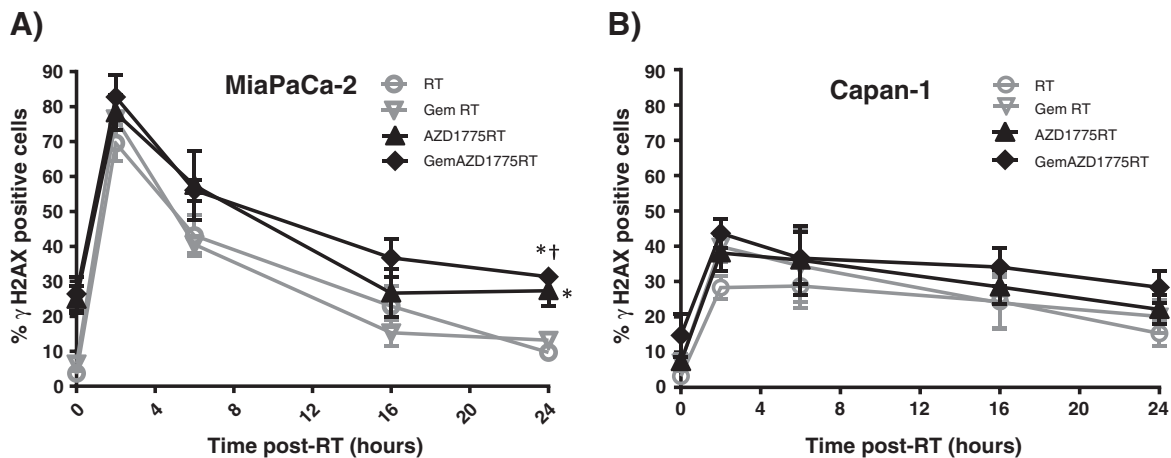 A)
MiaPaCa-2
RT
Gem RT
AZD1775RT
GemAZD1775RT
% γ H2AX positive cells
90
80
70
60
50
40
30
20
10
0
*†
*
0 4 8 12 16 20 24
Time post-RT (hours)
B)
Capan-1
RT
Gem RT
AZD1775RT
GemAZD1775RT
% γ H2AX positive cells
90
80
70
60
50
40
30
20
10
0
0 4 8 12 16 20 24
Time post-RT (hours)